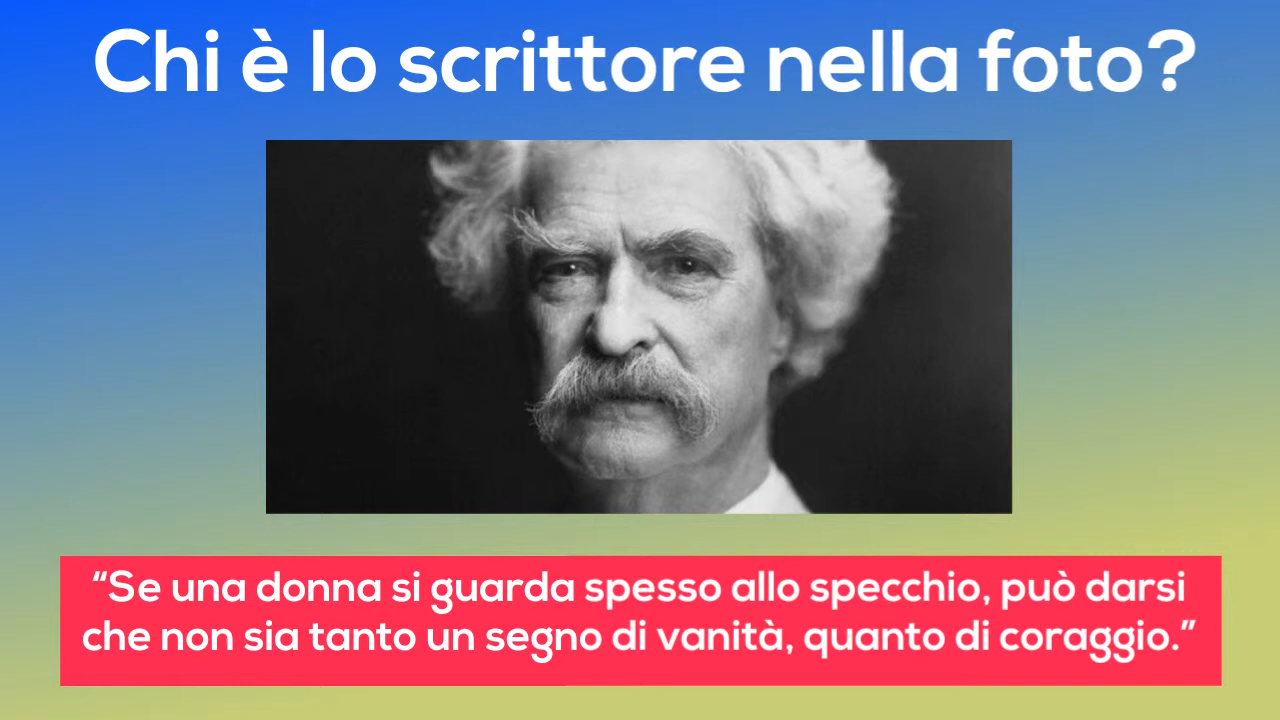 Chi è lo scrittore nella foto?
“Se una donna si guarda spesso allo specchio, può darsi
che non sia tanto un segno di vanità, quanto di coraggio.”